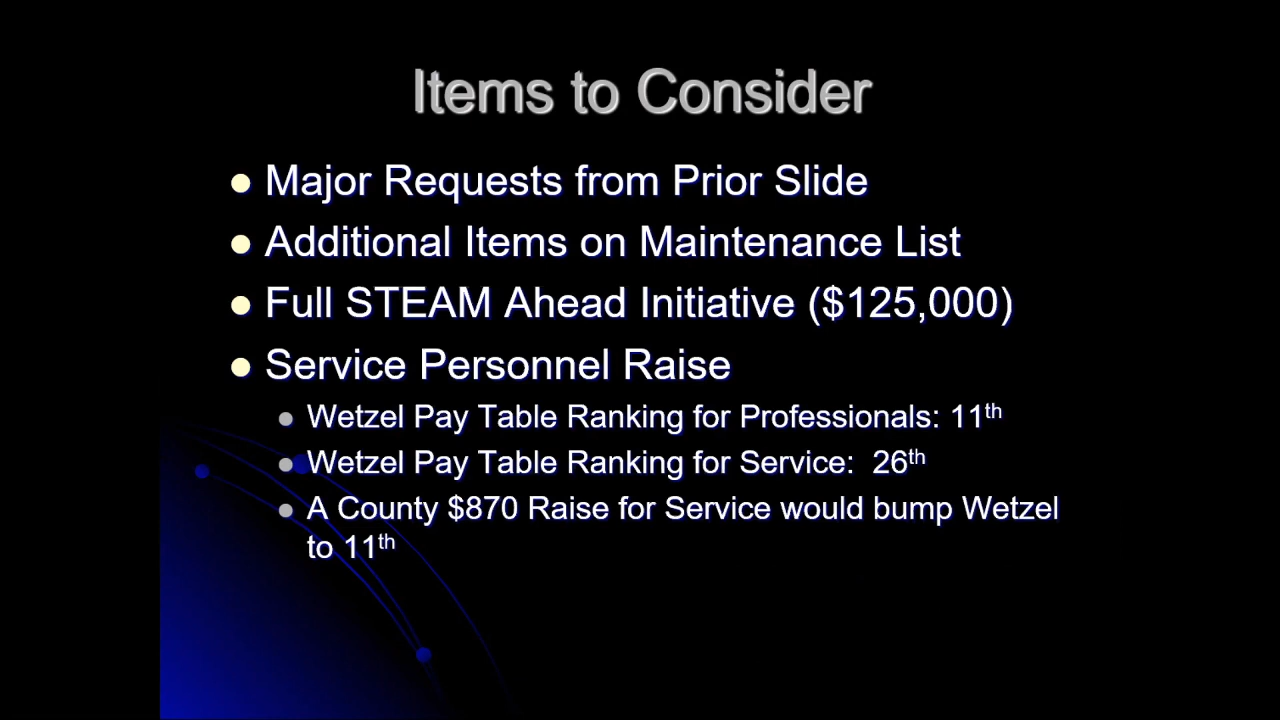 Items to Consider
Major Requests from Prior Slide
Additional Items on Maintenance List
Full STEAM Ahead Initiative ($125,000)
Service Personnel Raise
Wetzel Pay Table Ranking for Professionals: 11th
Wetzel Pay Table Ranking for Service:  26th
A County $870 Raise for Service would bump Wetzel
to 11th